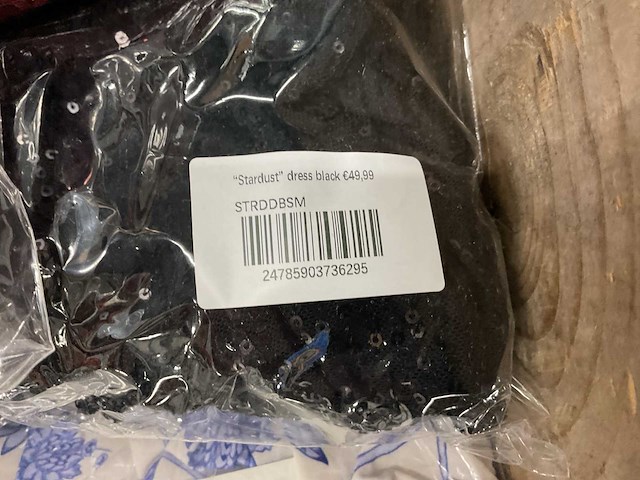 “Stardust” dress black €49,99
STRDDBSM
24785903736295